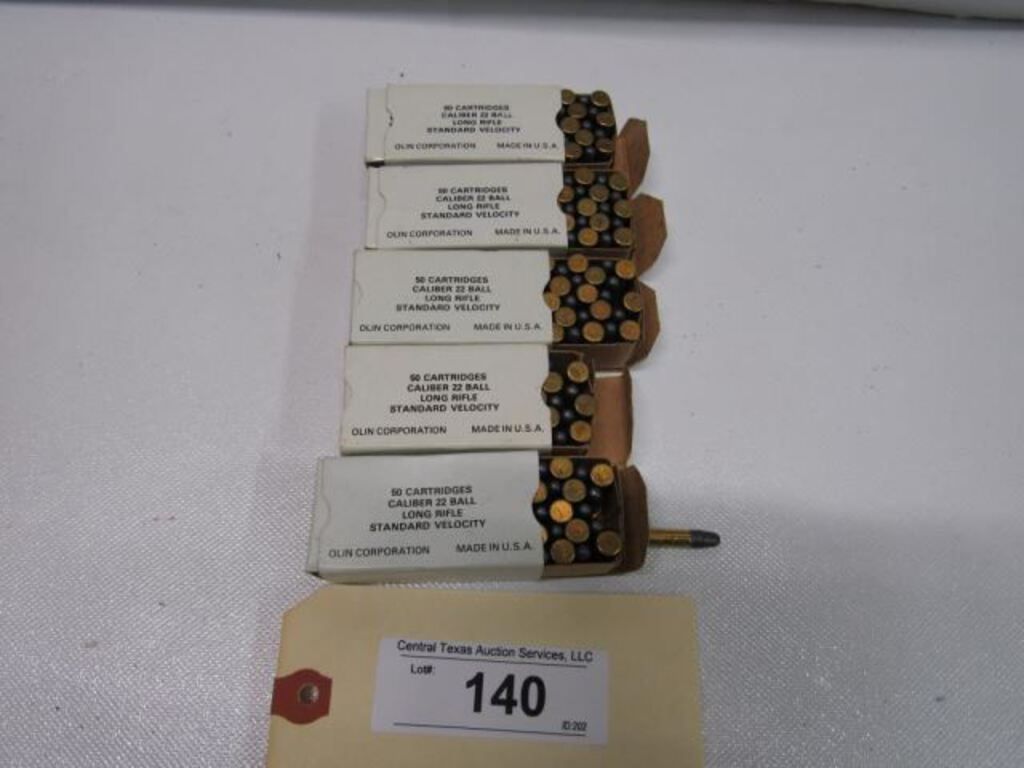 50 CARTRIDGES
CALIBER 22 BALL
LONG RIFLE
STANDARD VELOCITY
OLIN CORPORATION MADE IN U.S.A.
50 CARTRIDGES
CALIBER 22 BALL
LONG RIFLE
STANDARD VELOCITY
OLIN CORPORATION MADE IN U.S.A.
50 CARTRIDGES
CALIBER 22 BALL
LONG RIFLE
STANDARD VELOCITY
OLIN CORPORATION MADE IN U.S.A.
50 CARTRIDGES
CALIBER 22 BALL
LONG RIFLE
STANDARD VELOCITY
OLIN CORPORATION MADE IN U.S.A.
50 CARTRIDGES
CALIBER 22 BALL
LONG RIFLE
STANDARD VELOCITY
OLIN CORPORATION MADE IN U.S.A.
Central Texas Auction Services, LLC
Lot#:
140
ID:202